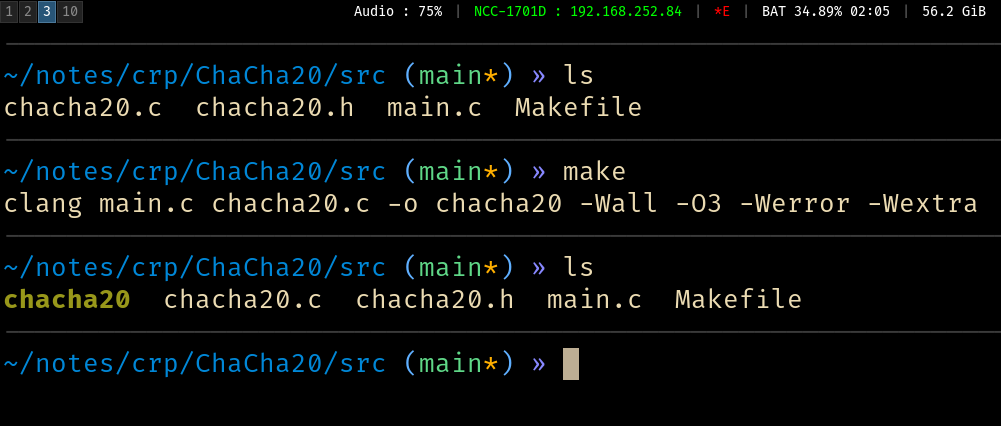 1 2 3 10 Audio : 75% | NCC-1701D : 192.168.252.84 | *E | BAT 34.89% 02:05 | 56.2 GiB
~/notes/crp/ChaCha20/src (main*) » ls
chacha20.c  chacha20.h  main.c  Makefile
~/notes/crp/ChaCha20/src (main*) » make
clang main.c chacha20.c -o chacha20 -Wall -O3 -Werror -Wextra
~/notes/crp/ChaCha20/src (main*) » ls
chacha20  chacha20.c  chacha20.h  main.c  Makefile
~/notes/crp/ChaCha20/src (main*) »